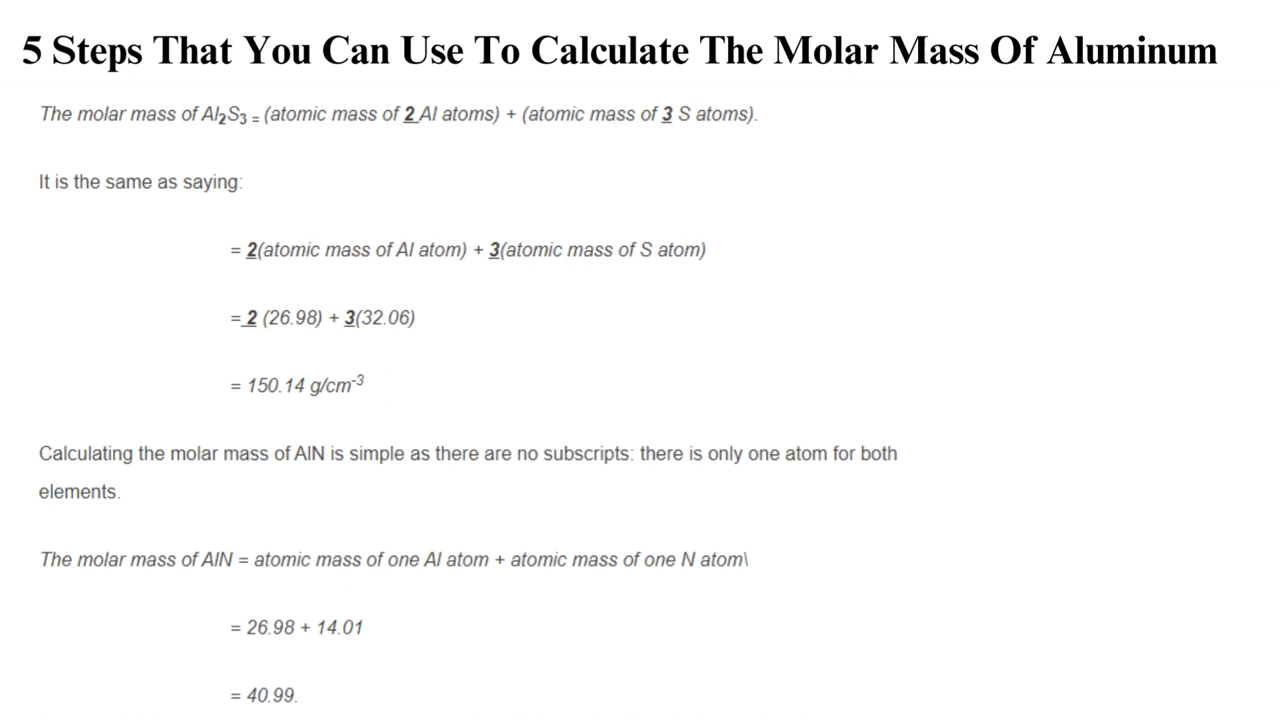 5 Steps That You Can Use To Calculate The Molar Mass Of Aluminum
The molar mass of Al₂S₃ = (atomic mass of 2 Al atoms) + (atomic mass of 3 S atoms).
It is the same as saying:
= 2(atomic mass of Al atom) + 3(atomic mass of S atom)
= 2 (26.98) + 3(32.06)
= 150.14 g/cm⁻³
Calculating the molar mass of AlN is simple as there are no subscripts: there is only one atom for both
elements.
The molar mass of AlN = atomic mass of one Al atom + atomic mass of one N atom\
= 26.98 + 14.01
= 40.99.